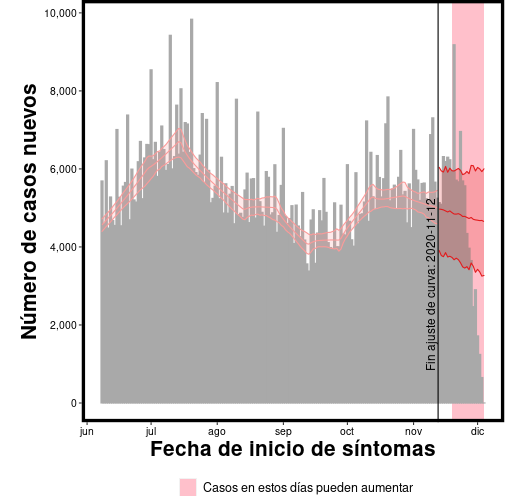 10,000
8,000
6,000
4,000
2,000
0
Número de casos nuevos
Fin ajuste de curva: 2020-11-12
jun jul ago sep oct nov dic
Fecha de inicio de síntomas
Casos en estos días pueden aumentar